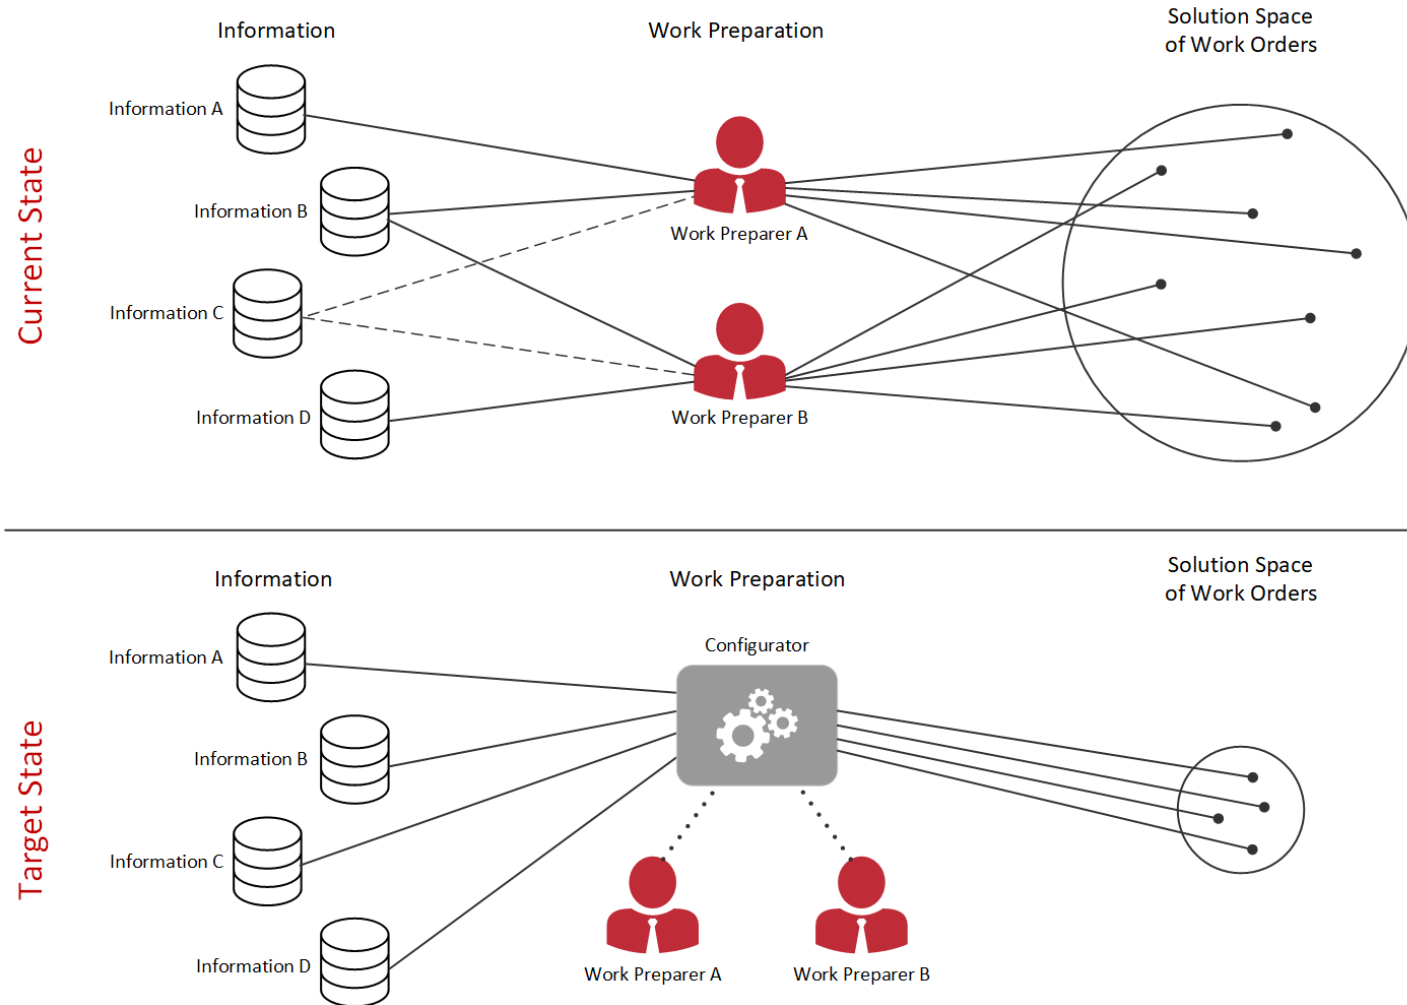 Information
Work Preparation
Solution Space
of Work Orders
Current State
Information A
Information B
Information C
Information D
Work Preparer A
Work Preparer B
Information
Work Preparation
Solution Space
of Work Orders
Target State
Information A
Information B
Information C
Information D
Configurator
Work Preparer A
Work Preparer B